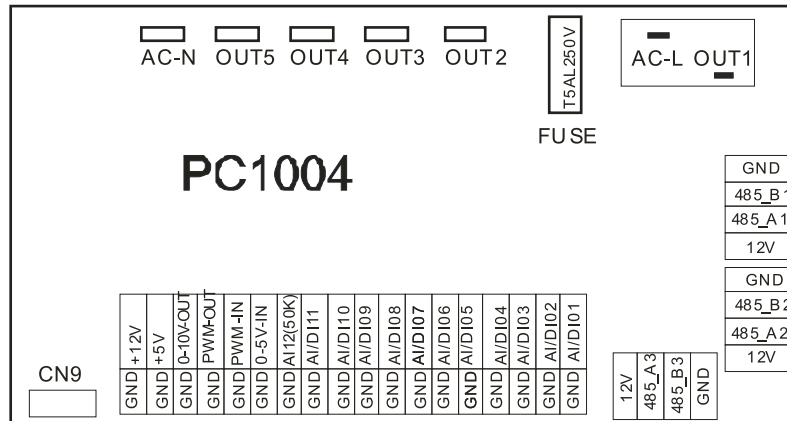 AC-N OUT5 OUT4 OUT3 OUT2
T5AL250V
FUSE
AC-L OUT1
PC1004
GND
485_B1
485_A1
12V
GND
485_B2
485_A2
12V
+12V
+5V
0-10V-OUT
PWM-OUT
PWM-IN
0-5V-IN
AI12(50K)
AI/DI11
AI/DI10
AI/DI09
AI/DI08
AI/DI07
AI/DI06
AI/DI05
AI/DI04
AI/DI03
AI/DI02
AI/DI01
GND GND GND GND GND GND GND GND GND GND GND GND GND GND GND GND GND GND
CN9
12V
485_A3
485_B3
GND